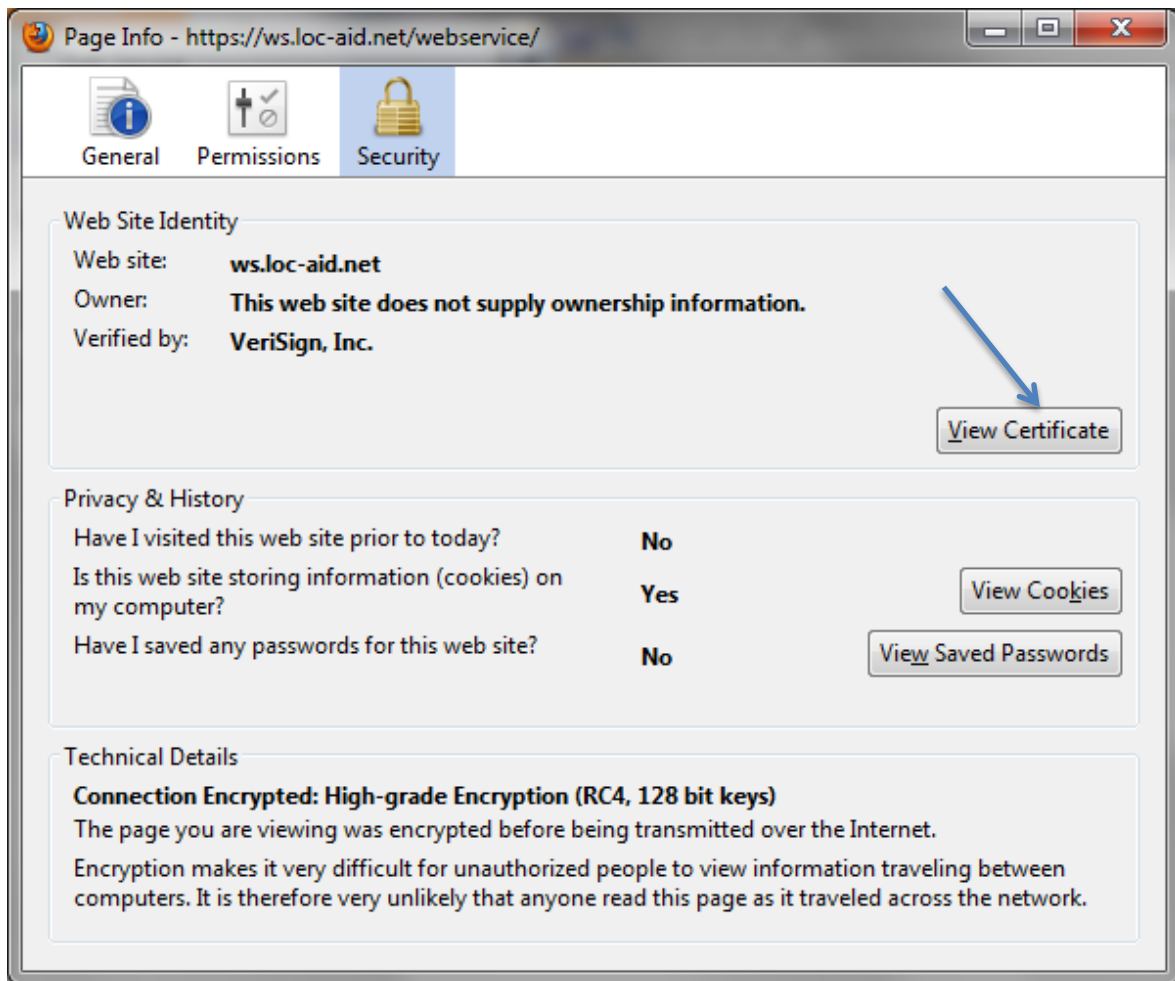 Page Info - https://ws.loc-aid.net/webservice/
General Permissions Security
Web Site Identity
Web site: ws.loc-aid.net
Owner: This web site does not supply ownership information.
Verified by: VeriSign, Inc.
View Certificate
Privacy & History
Have I visited this web site prior to today? No
Is this web site storing information (cookies) on
my computer? Yes View Cookies
Have I saved any passwords for this web site? No View Saved Passwords
Technical Details
Connection Encrypted: High-grade Encryption (RC4, 128 bit keys)
The page you are viewing was encrypted before being transmitted over the Internet.
Encryption makes it very difficult for unauthorized people to view information traveling between
computers. It is therefore very unlikely that anyone read this page as it traveled across the network.